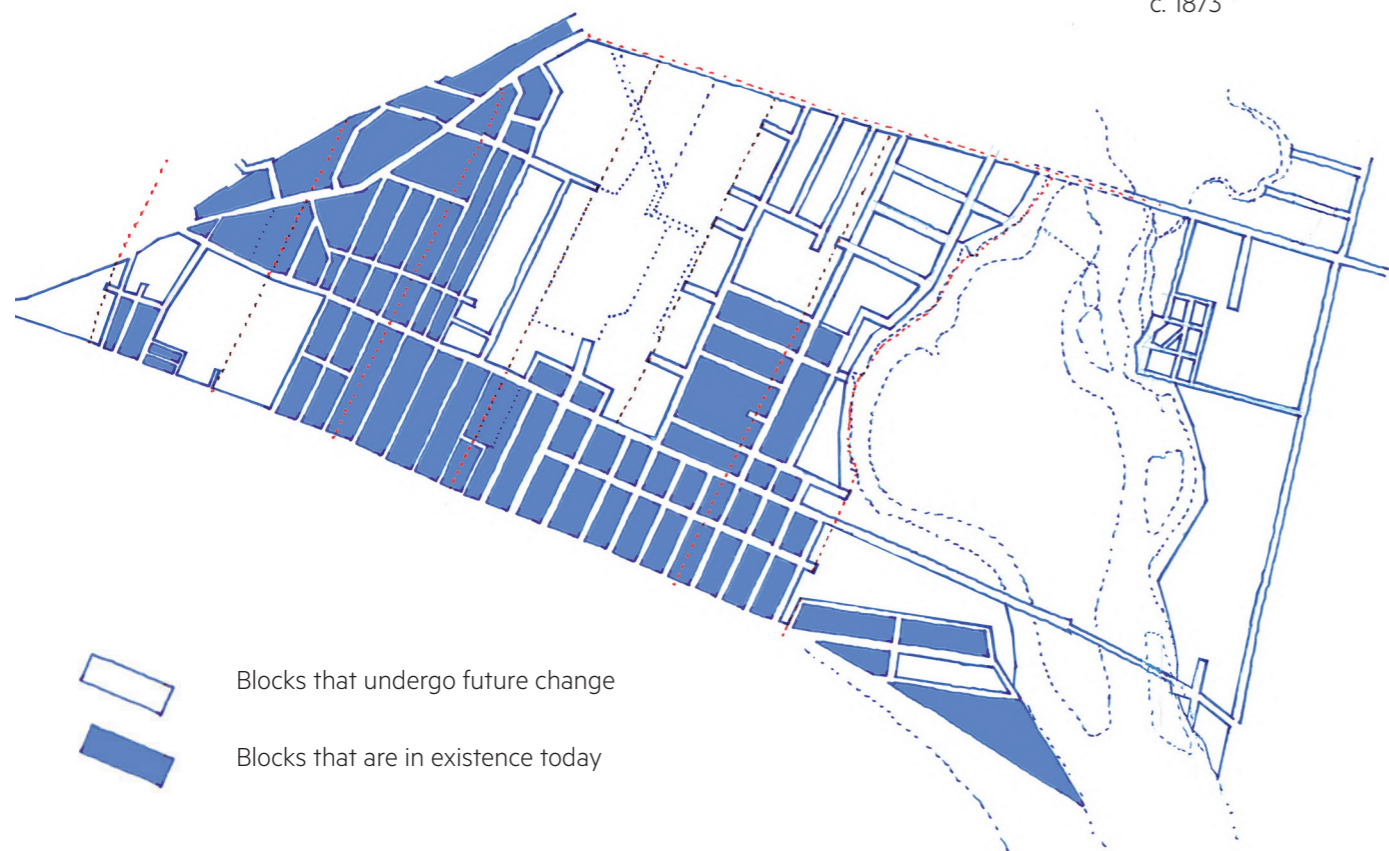 c. 1873
Blocks that undergo future change
Blocks that are in existence today